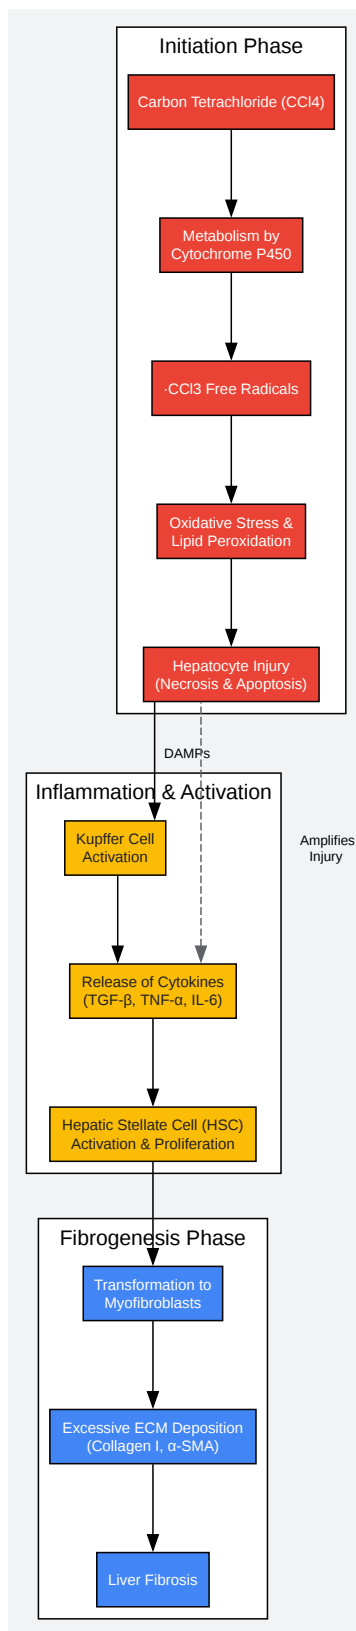 Initiation Phase
Carbon Tetrachloride (CCl4)
Metabolism by
Cytochrome P450
·CCl3 Free Radicals
Oxidative Stress &
Lipid Peroxidation
Hepatocyte Injury
(Necrosis & Apoptosis)
DAMPs
Inflammation & Activation
Kupffer Cell
Activation
Amplifies
Injury
Release of Cytokines
(TGF-β, TNF-α, IL-6)
Hepatic Stellate Cell (HSC)
Activation & Proliferation
Fibrogenesis Phase
Transformation to
Myofibroblasts
Excessive ECM Deposition
(Collagen I, α-SMA)
Liver Fibrosis